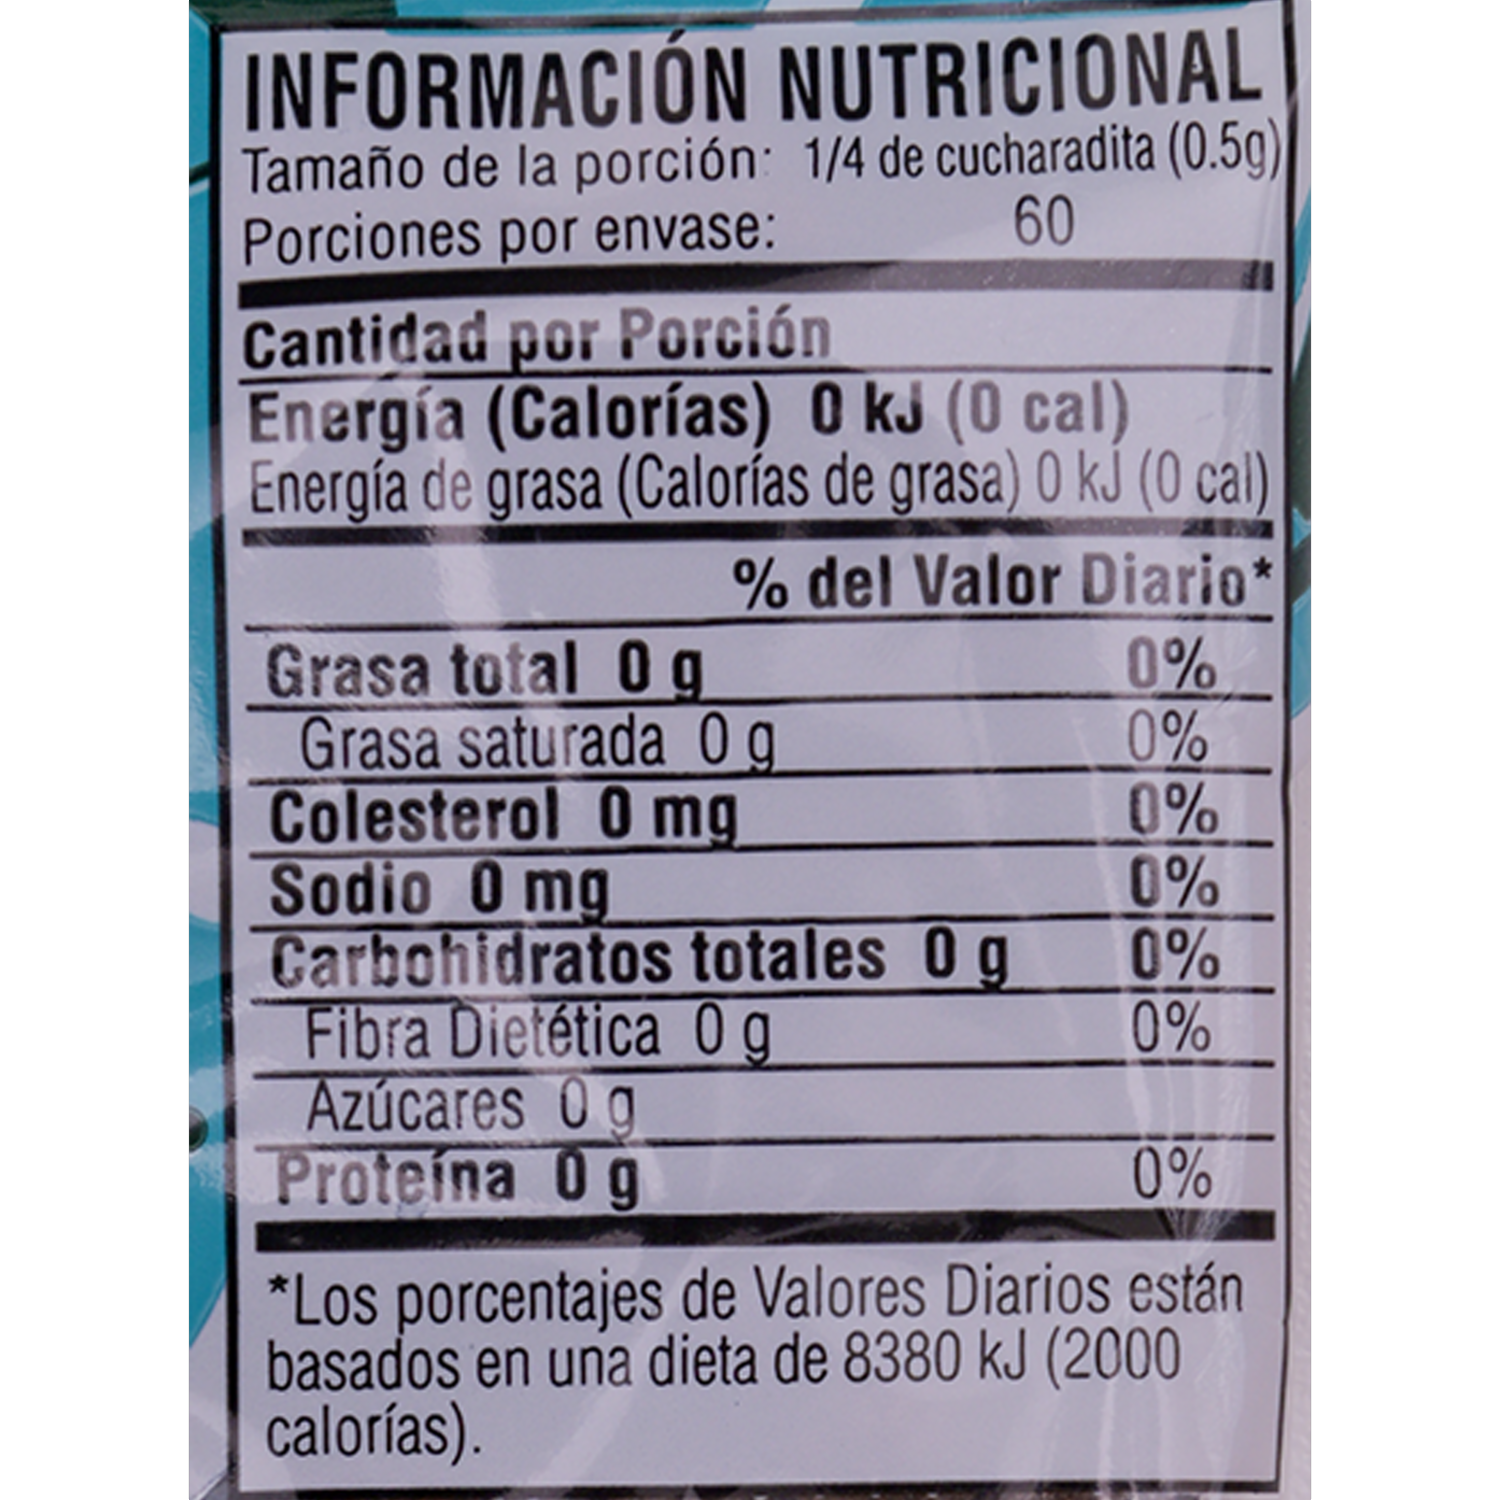 INFORMACIÓN NUTRICIONAL
Tamaño de la porción: 1/4 de cucharadita (0.5g)
Porciones por envase: 60
Cantidad por Porción
Energía (Calorías) 0 kJ (0 cal)
Energía de grasa (Calorías de grasa) 0 kJ (0 cal)
% del Valor Diario*
Grasa total 0 g 0%
Grasa saturada 0 g 0%
Colesterol 0 mg 0%
Sodio 0 mg 0%
Carbohidratos totales 0 g 0%
Fibra Dietética 0 g 0%
Azúcares 0 g
Proteína 0 g 0%
*Los porcentajes de Valores Diarios están
basados en una dieta de 8380 kJ (2000
calorías).